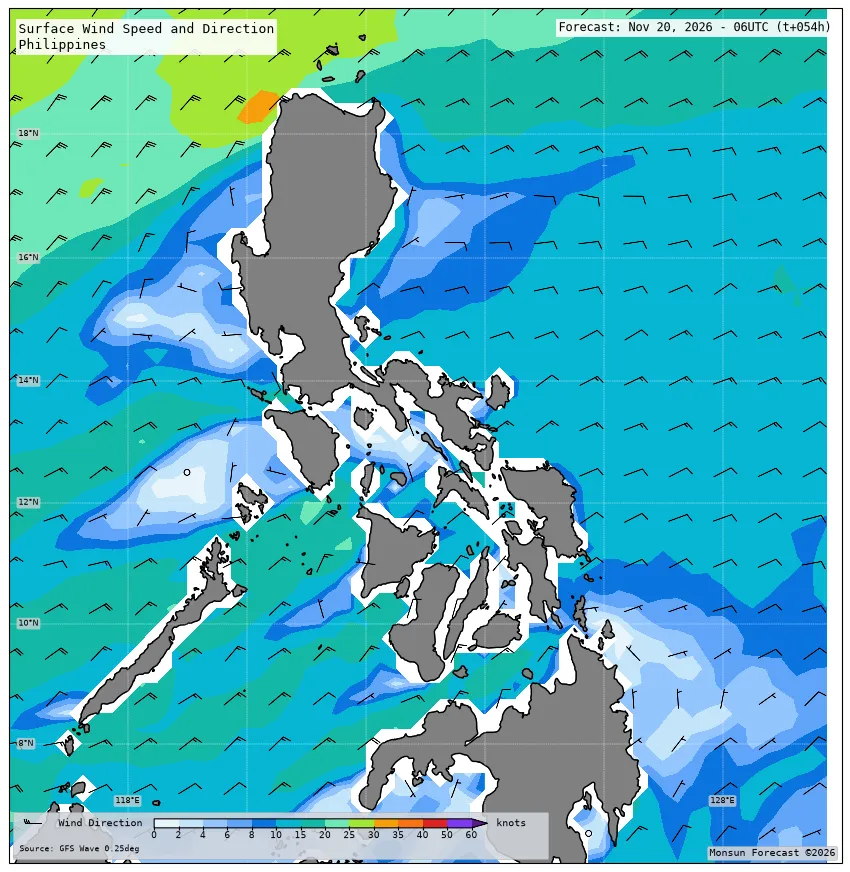 Surface Wind Speed and Direction
Philippines
Forecast: Nov 20, 2026 - 06UTC (t+054h)
18°N
16°N
14°N
12°N
10°N
8°N
118°E
128°E
Wind Direction
0 2 4 6 8 10 15 20 25 30 35 40 50 60
knots
Source: GFS Wave 0.25deg
Monsun Forecast ©2026